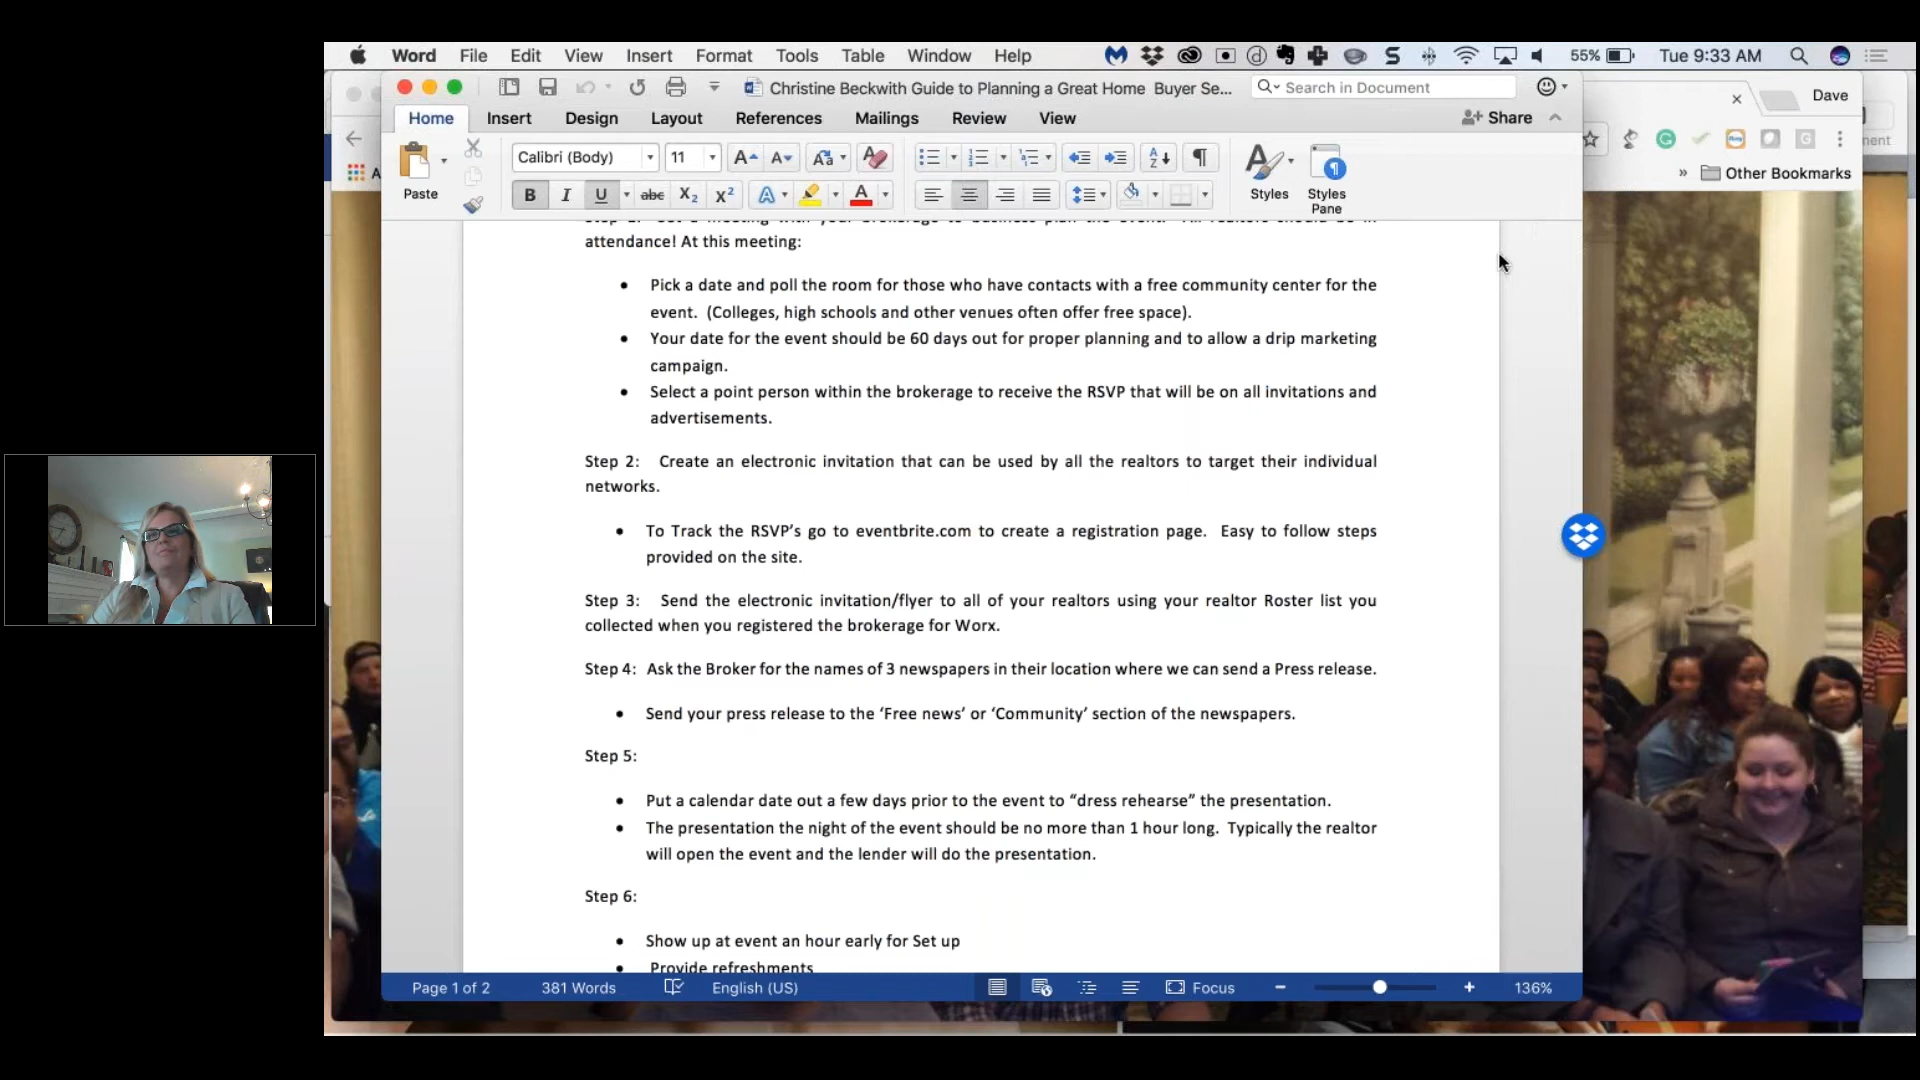 Word File Edit View Insert Format Tools Table Window Help 55% Tue 9:33 AM
Christine Beckwith Guide to Planning a Great Home Buyer Se... Search in Document
Dave
Home Insert Design Layout References Mailings Review View Share
Calibri (Body) 11
Paste
Styles Styles
Pane
B I U abc X2 X2 A A
» Other Bookmarks
attendance! At this meeting:
• Pick a date and poll the room for those who have contacts with a free community center for the
event. (Colleges, high schools and other venues often offer free space).
• Your date for the event should be 60 days out for proper planning and to allow a drip marketing
campaign.
• Select a point person within the brokerage to receive the RSVP that will be on all invitations and
advertisements.
Step 2: Create an electronic invitation that can be used by all the realtors to target their individual
networks.
• To Track the RSVP’s go to eventbrite.com to create a registration page. Easy to follow steps
provided on the site.
Step 3: Send the electronic invitation/flyer to all of your realtors using your realtor Roster list you
collected when you registered the brokerage for Worx.
Step 4: Ask the Broker for the names of 3 newspapers in their location where we can send a Press release.
• Send your press release to the ‘Free news’ or ‘Community’ section of the newspapers.
Step 5:
• Put a calendar date out a few days prior to the event to “dress rehearse” the presentation.
• The presentation the night of the event should be no more than 1 hour long. Typically the realtor
will open the event and the lender will do the presentation.
Step 6:
• Show up at event an hour early for Set up
• Provide refreshments
Page 1 of 2 381 Words English (US) Focus 136%